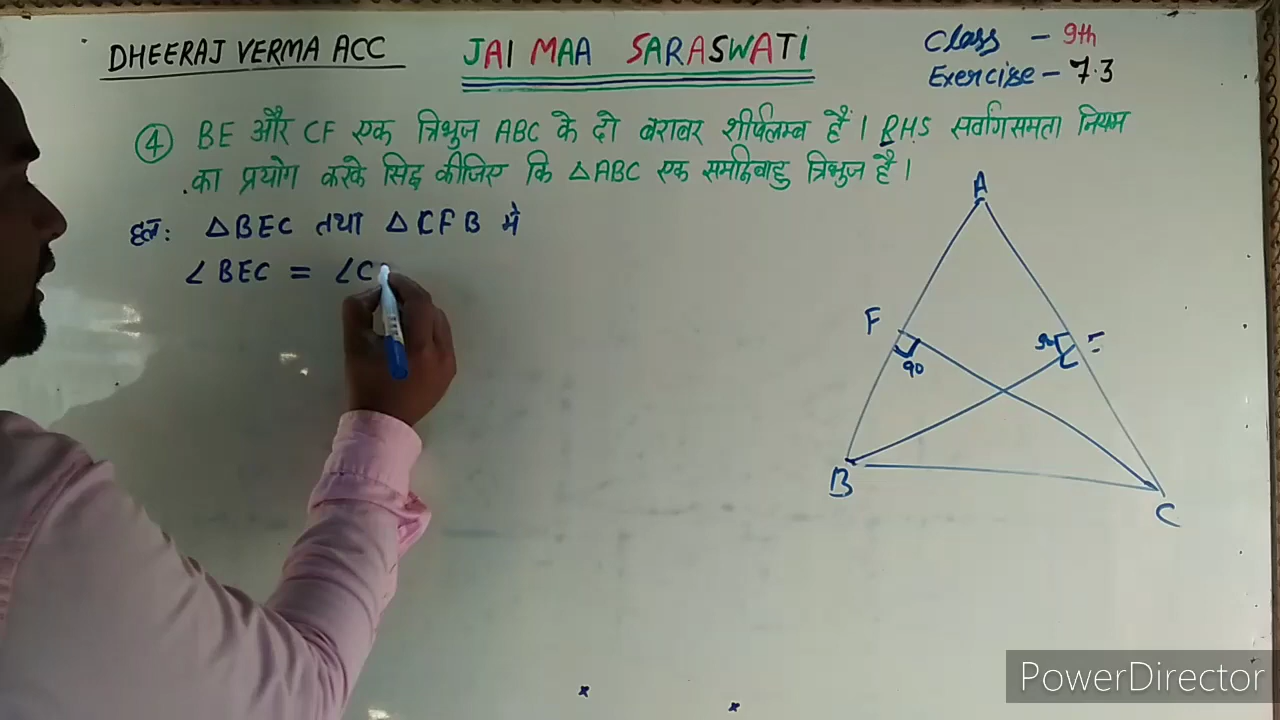 DHEERAJ VERMA ACC
JAI MAA SARASWATI
Class - 9th
Exercise - 7.3
④ BE और CF एक त्रिभुज ABC के दो बराबर शीर्षलम्ब हैं । RHS सर्वागसमता नियम
का प्रयोग करके सिद्ध कीजिए कि △ABC एक समद्विबाहु त्रिभुज है ।
हल: △BEC तथा △CFB मे
∠BEC = ∠C
A
F
E
90
B
C
PowerDirector